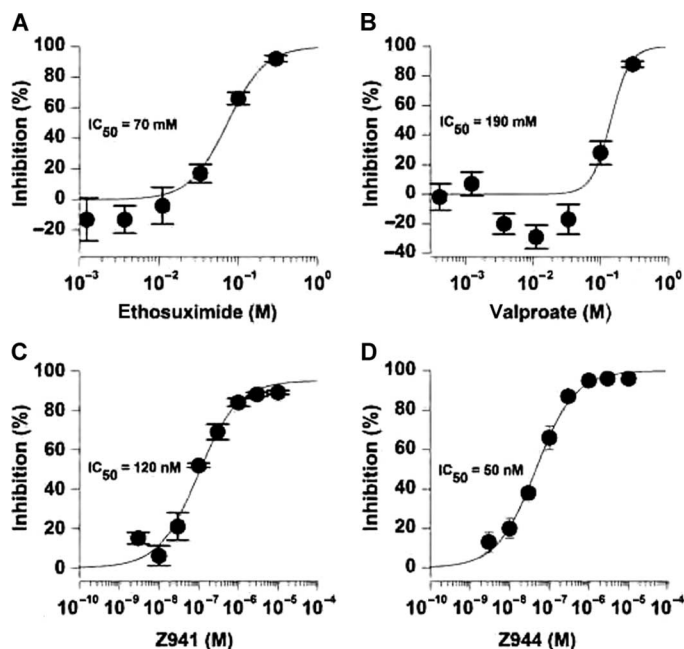 A
Inhibition (%)
100
80
60
40
20
0
−20
IC50 = 70 mM
10−3 10−2 10−1 100
Ethosuximide (M)
B
Inhibition (%)
100
80
60
40
20
0
−20
−40
IC50 = 190 mM
10−3 10−2 10−1 100
Valproate (M)
C
Inhibition (%)
100
80
60
40
20
0
IC50 = 120 nM
10−10 10−9 10−8 10−7 10−6 10−5 10−4
Z941 (M)
D
Inhibition (%)
100
80
60
40
20
0
IC50 = 50 nM
10−10 10−9 10−8 10−7 10−6 10−5 10−4
Z944 (M)